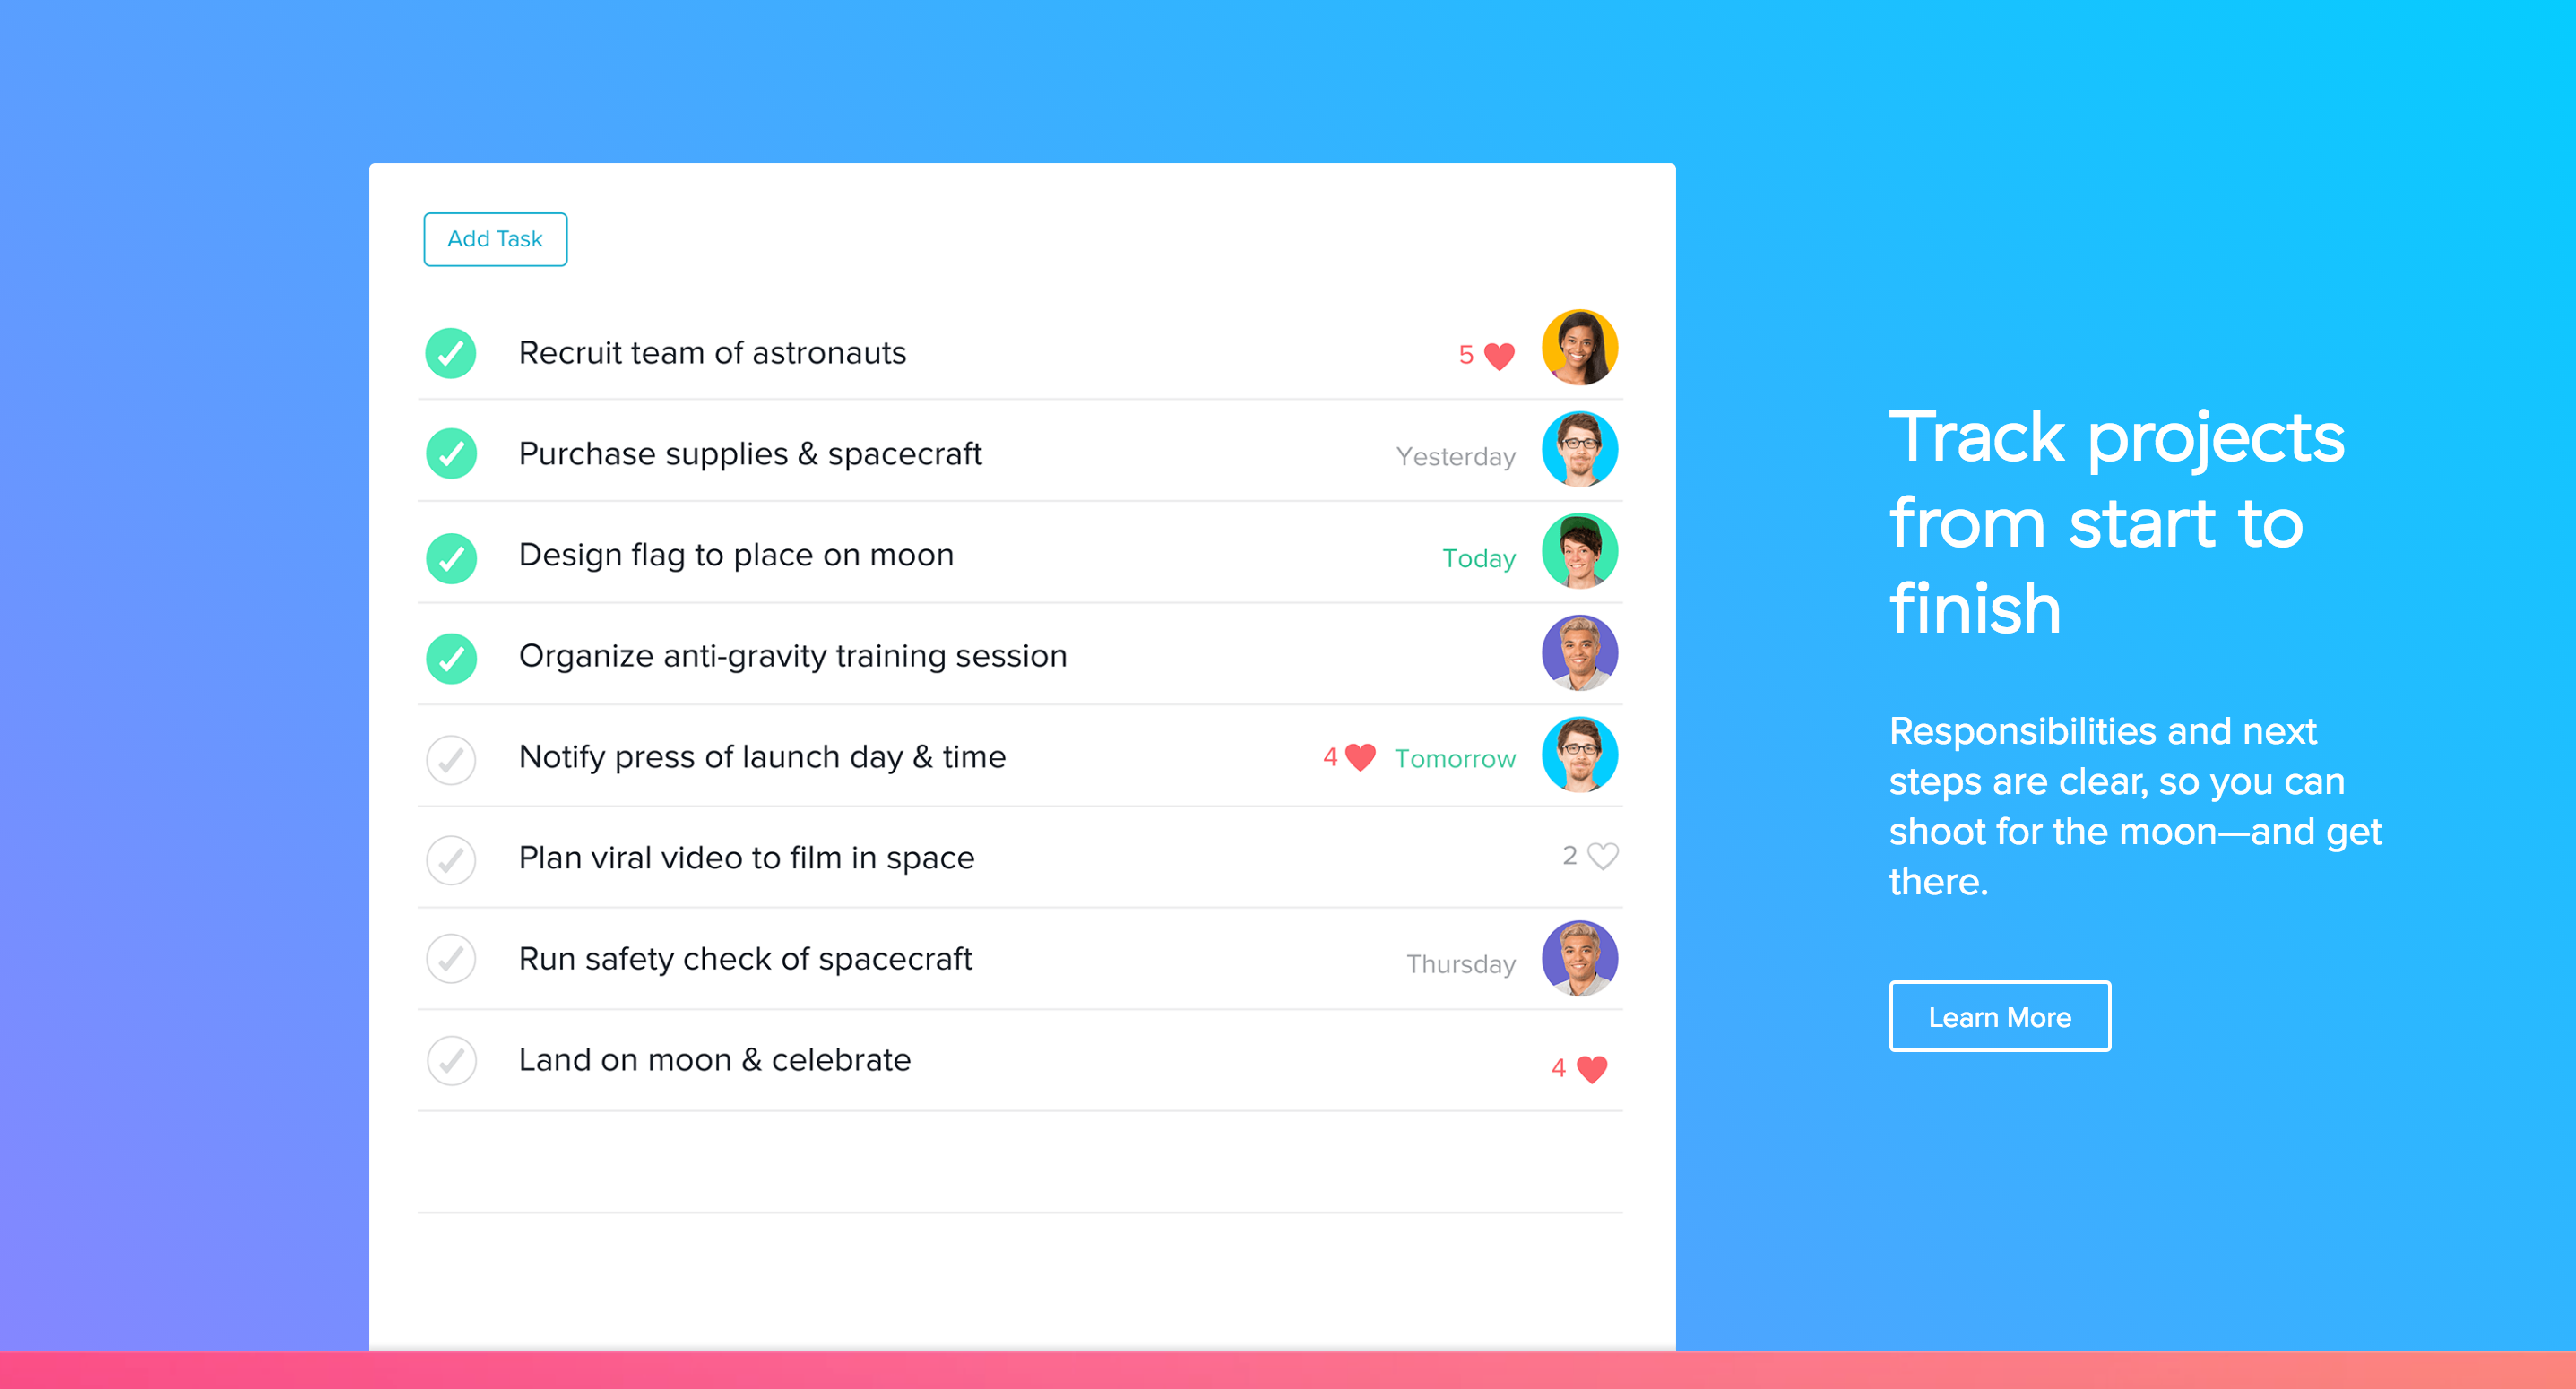 Add Task
Recruit team of astronauts 5
Purchase supplies & spacecraft Yesterday
Design flag to place on moon Today
Organize anti-gravity training session
Notify press of launch day & time 4 Tomorrow
Plan viral video to film in space 2
Run safety check of spacecraft Thursday
Land on moon & celebrate 4
Track projects
from start to
finish
Responsibilities and next
steps are clear, so you can
shoot for the moon—and get
there.
Learn More